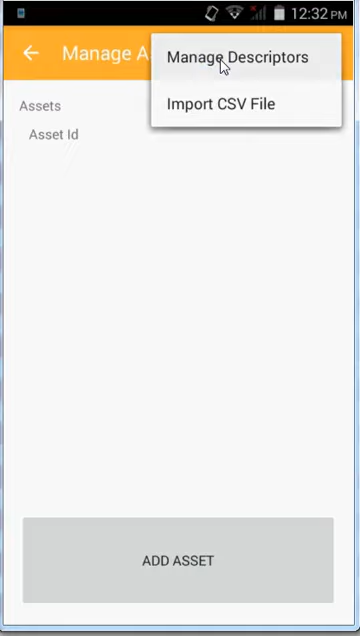 12:32 PM
Manage A
Manage Descriptors
Import CSV File
Assets
Asset Id
ADD ASSET